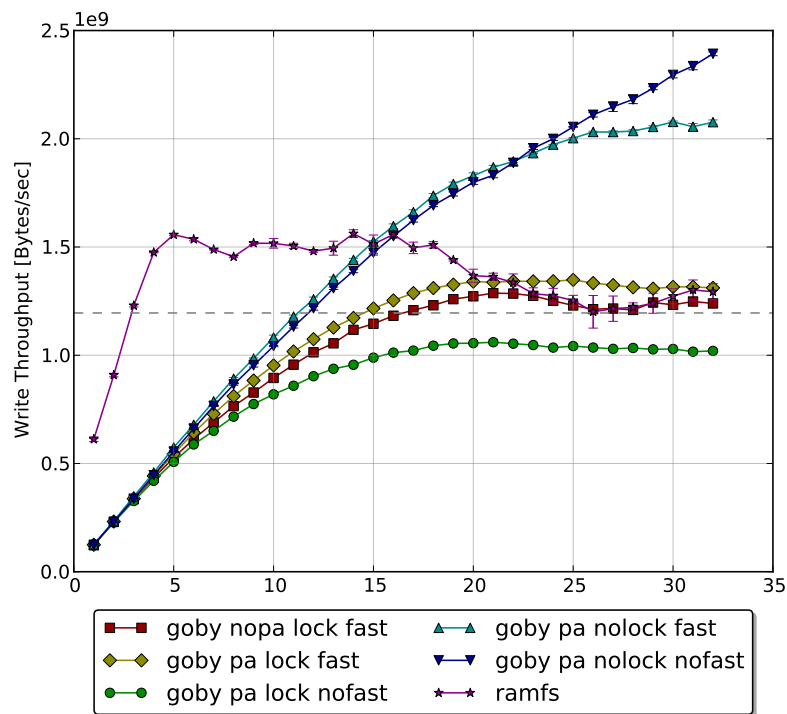 1e9
2.5
2.0
1.5
1.0
0.5
0.0
Write Throughput [Bytes/sec]
0 5 10 15 20 25 30 35
goby nopa lock fast
goby pa lock fast
goby pa lock nofast
goby pa nolock fast
goby pa nolock nofast
ramfs